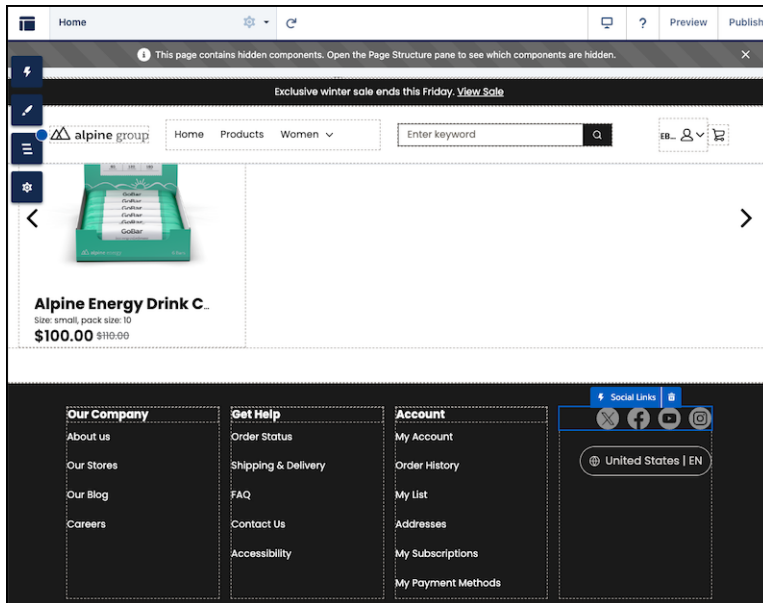 Home
? Preview Publish
This page contains hidden components. Open the Page Structure pane to see which components are hidden.
Exclusive winter sale ends this Friday. View Sale
alpine group Home Products Women Enter keyword EB...
GoBar
GoBar
GoBar
GoBar
GoBar
alpine energy
Alpine Energy Drink C...
Size: small, pack size: 10
$100.00 $110.00
Social Links
Our Company
About us
Our Stores
Our Blog
Careers
Get Help
Order Status
Shipping & Delivery
FAQ
Contact Us
Accessibility
Account
My Account
Order History
My List
Addresses
My Subscriptions
My Payment Methods
United States | EN